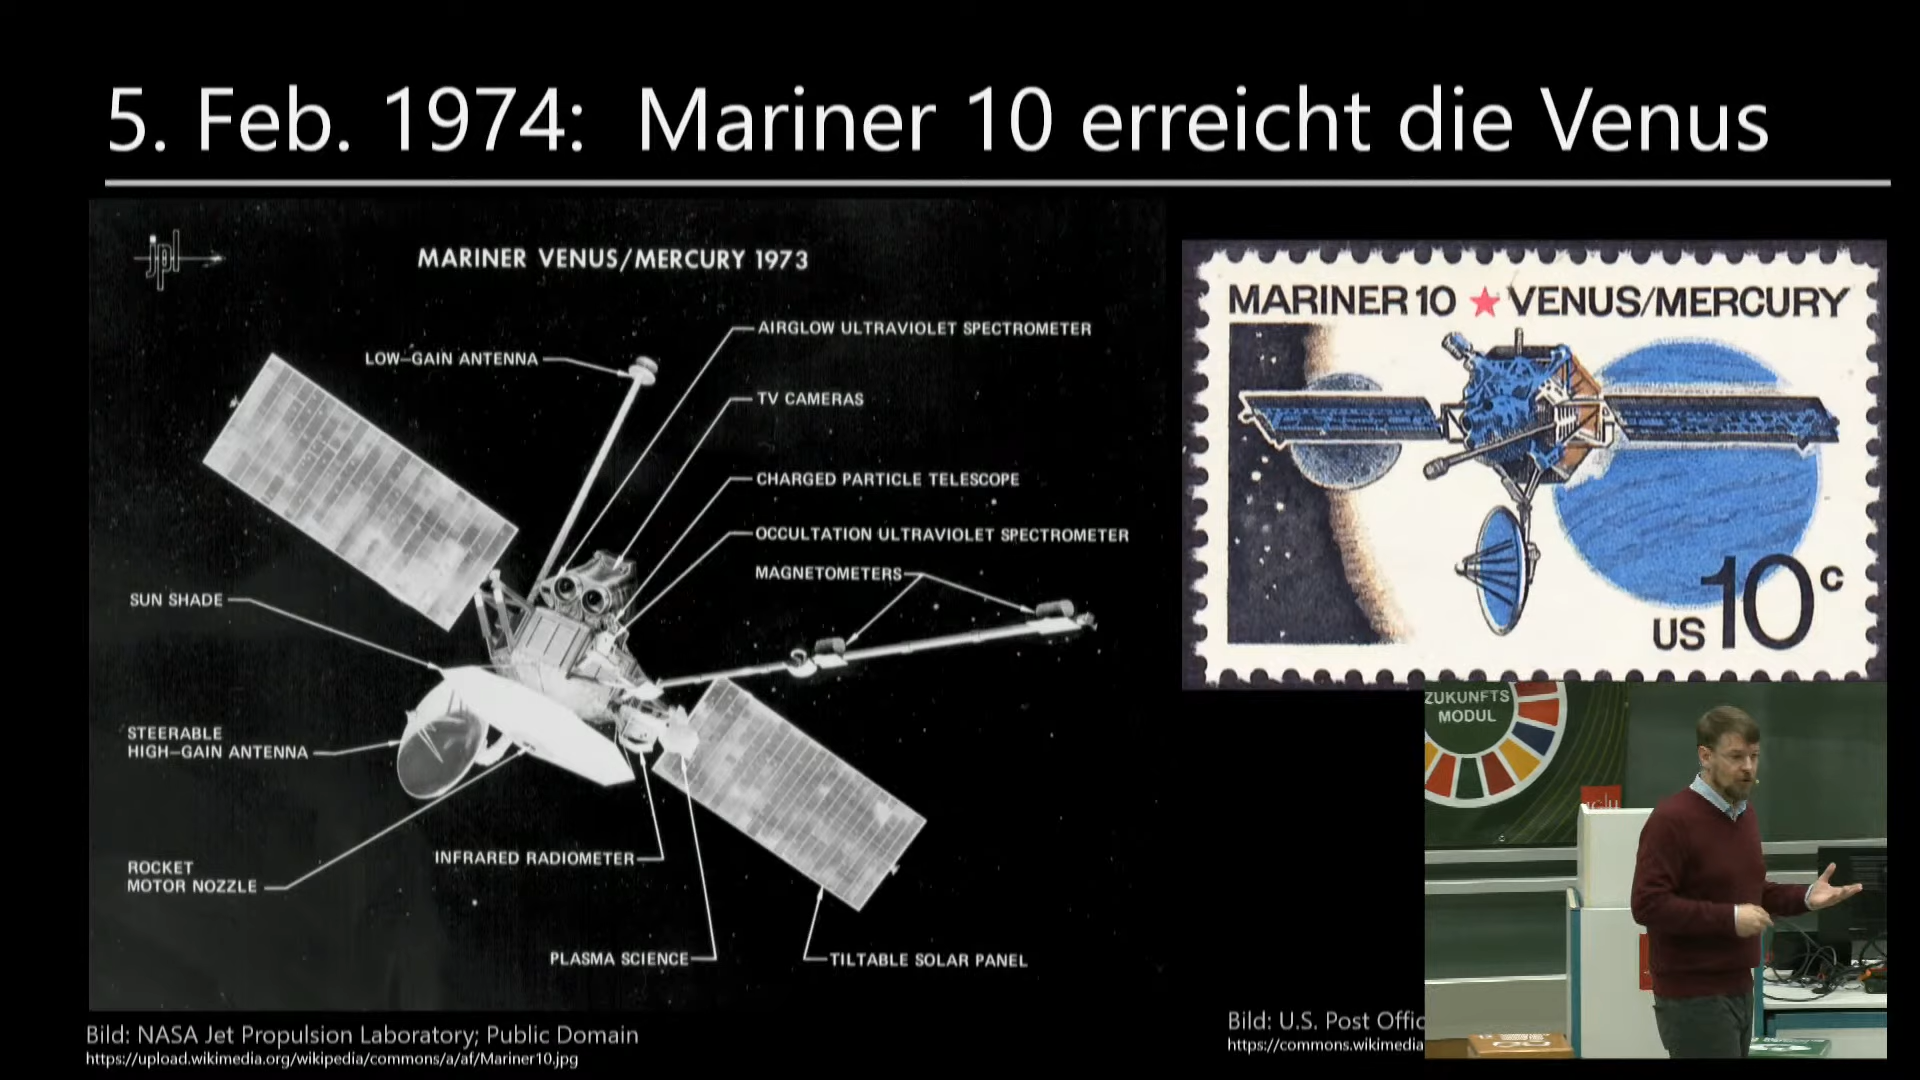 5. Feb. 1974: Mariner 10 erreicht die Venus
jpl
MARINER VENUS/MERCURY 1973
AIRGLOW ULTRAVIOLET SPECTROMETER
LOW-GAIN ANTENNA
TV CAMERAS
CHARGED PARTICLE TELESCOPE
OCCULTATION ULTRAVIOLET SPECTROMETER
MAGNETOMETERS
SUN SHADE
STEERABLE
HIGH-GAIN ANTENNA
INFRARED RADIOMETER
ROCKET
MOTOR NOZZLE
PLASMA SCIENCE
TILTABLE SOLAR PANEL
Bild: NASA Jet Propulsion Laboratory; Public Domain
https://upload.wikimedia.org/wikipedia/commons/a/af/Mariner10.jpg
MARINER 10 ★ VENUS/MERCURY
US 10c
Bild: U.S. Post Offic
https://commons.wikimedia
ZUKUNFTS
MODUL